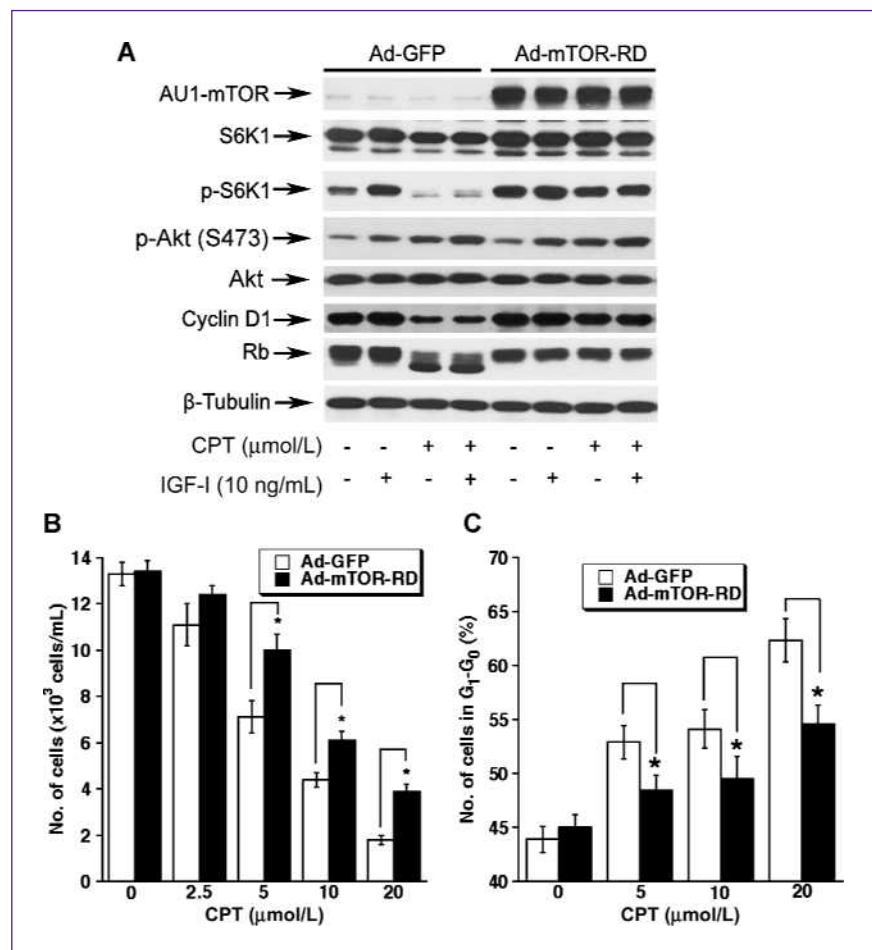 A
Ad-GFP Ad-mTOR-RD
AU1-mTOR
S6K1
p-S6K1
p-Akt (S473)
Akt
Cyclin D1
Rb
β-Tubulin
CPT (μmol/L) - - + + - - + +
IGF-I (10 ng/mL) - + - + - + - +
B
No. of cells (x10³ cells/mL)
14
12
10
8
6
4
2
0
Ad-GFP
Ad-mTOR-RD
*
*
*
0 2.5 5 10 20
CPT (μmol/L)
C
No. of cells in G₁-G₀ (%)
70
65
60
55
50
45
40
Ad-GFP
Ad-mTOR-RD
*
*
*
0 5 10 20
CPT (μmol/L)